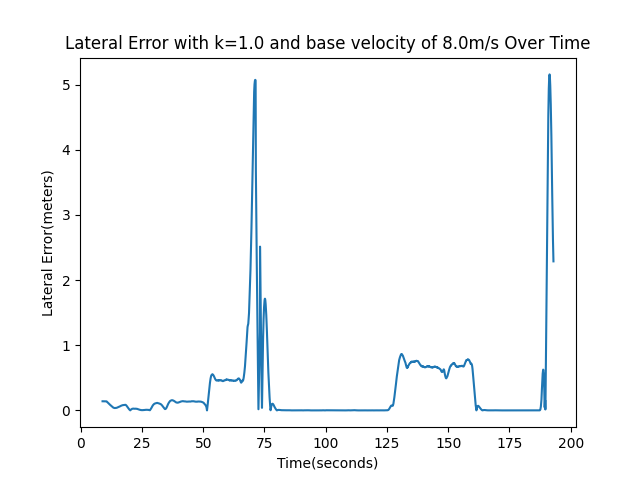 Lateral Error with k=1.0 and base velocity of 8.0m/s Over Time
Lateral Error(meters)
5
4
3
2
1
0
0 25 50 75 100 125 150 175 200
Time(seconds)